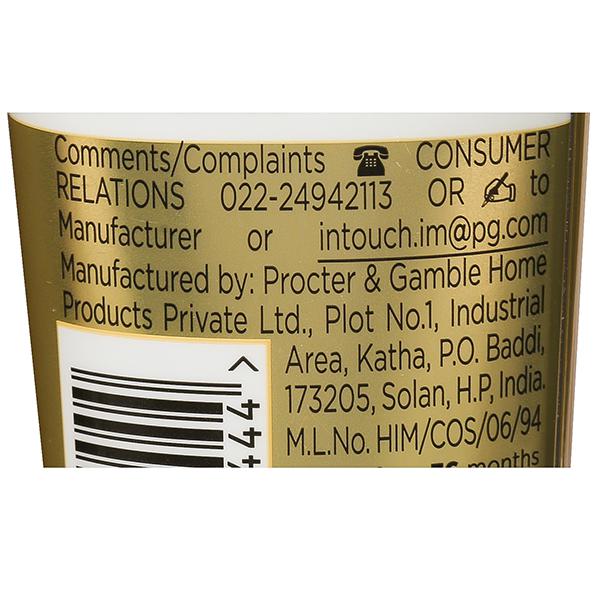 Comments/Complaints ☎ CONSUMER
RELATIONS 022-24942113 OR ✍ to
Manufacturer or intouch.im@pg.com
Manufactured by: Procter & Gamble Home
Products Private Ltd., Plot No.1, Industrial
Area, Katha, P.O. Baddi,
173205, Solan, H.P, India.
M.L.No. HIM/COS/06/94
months